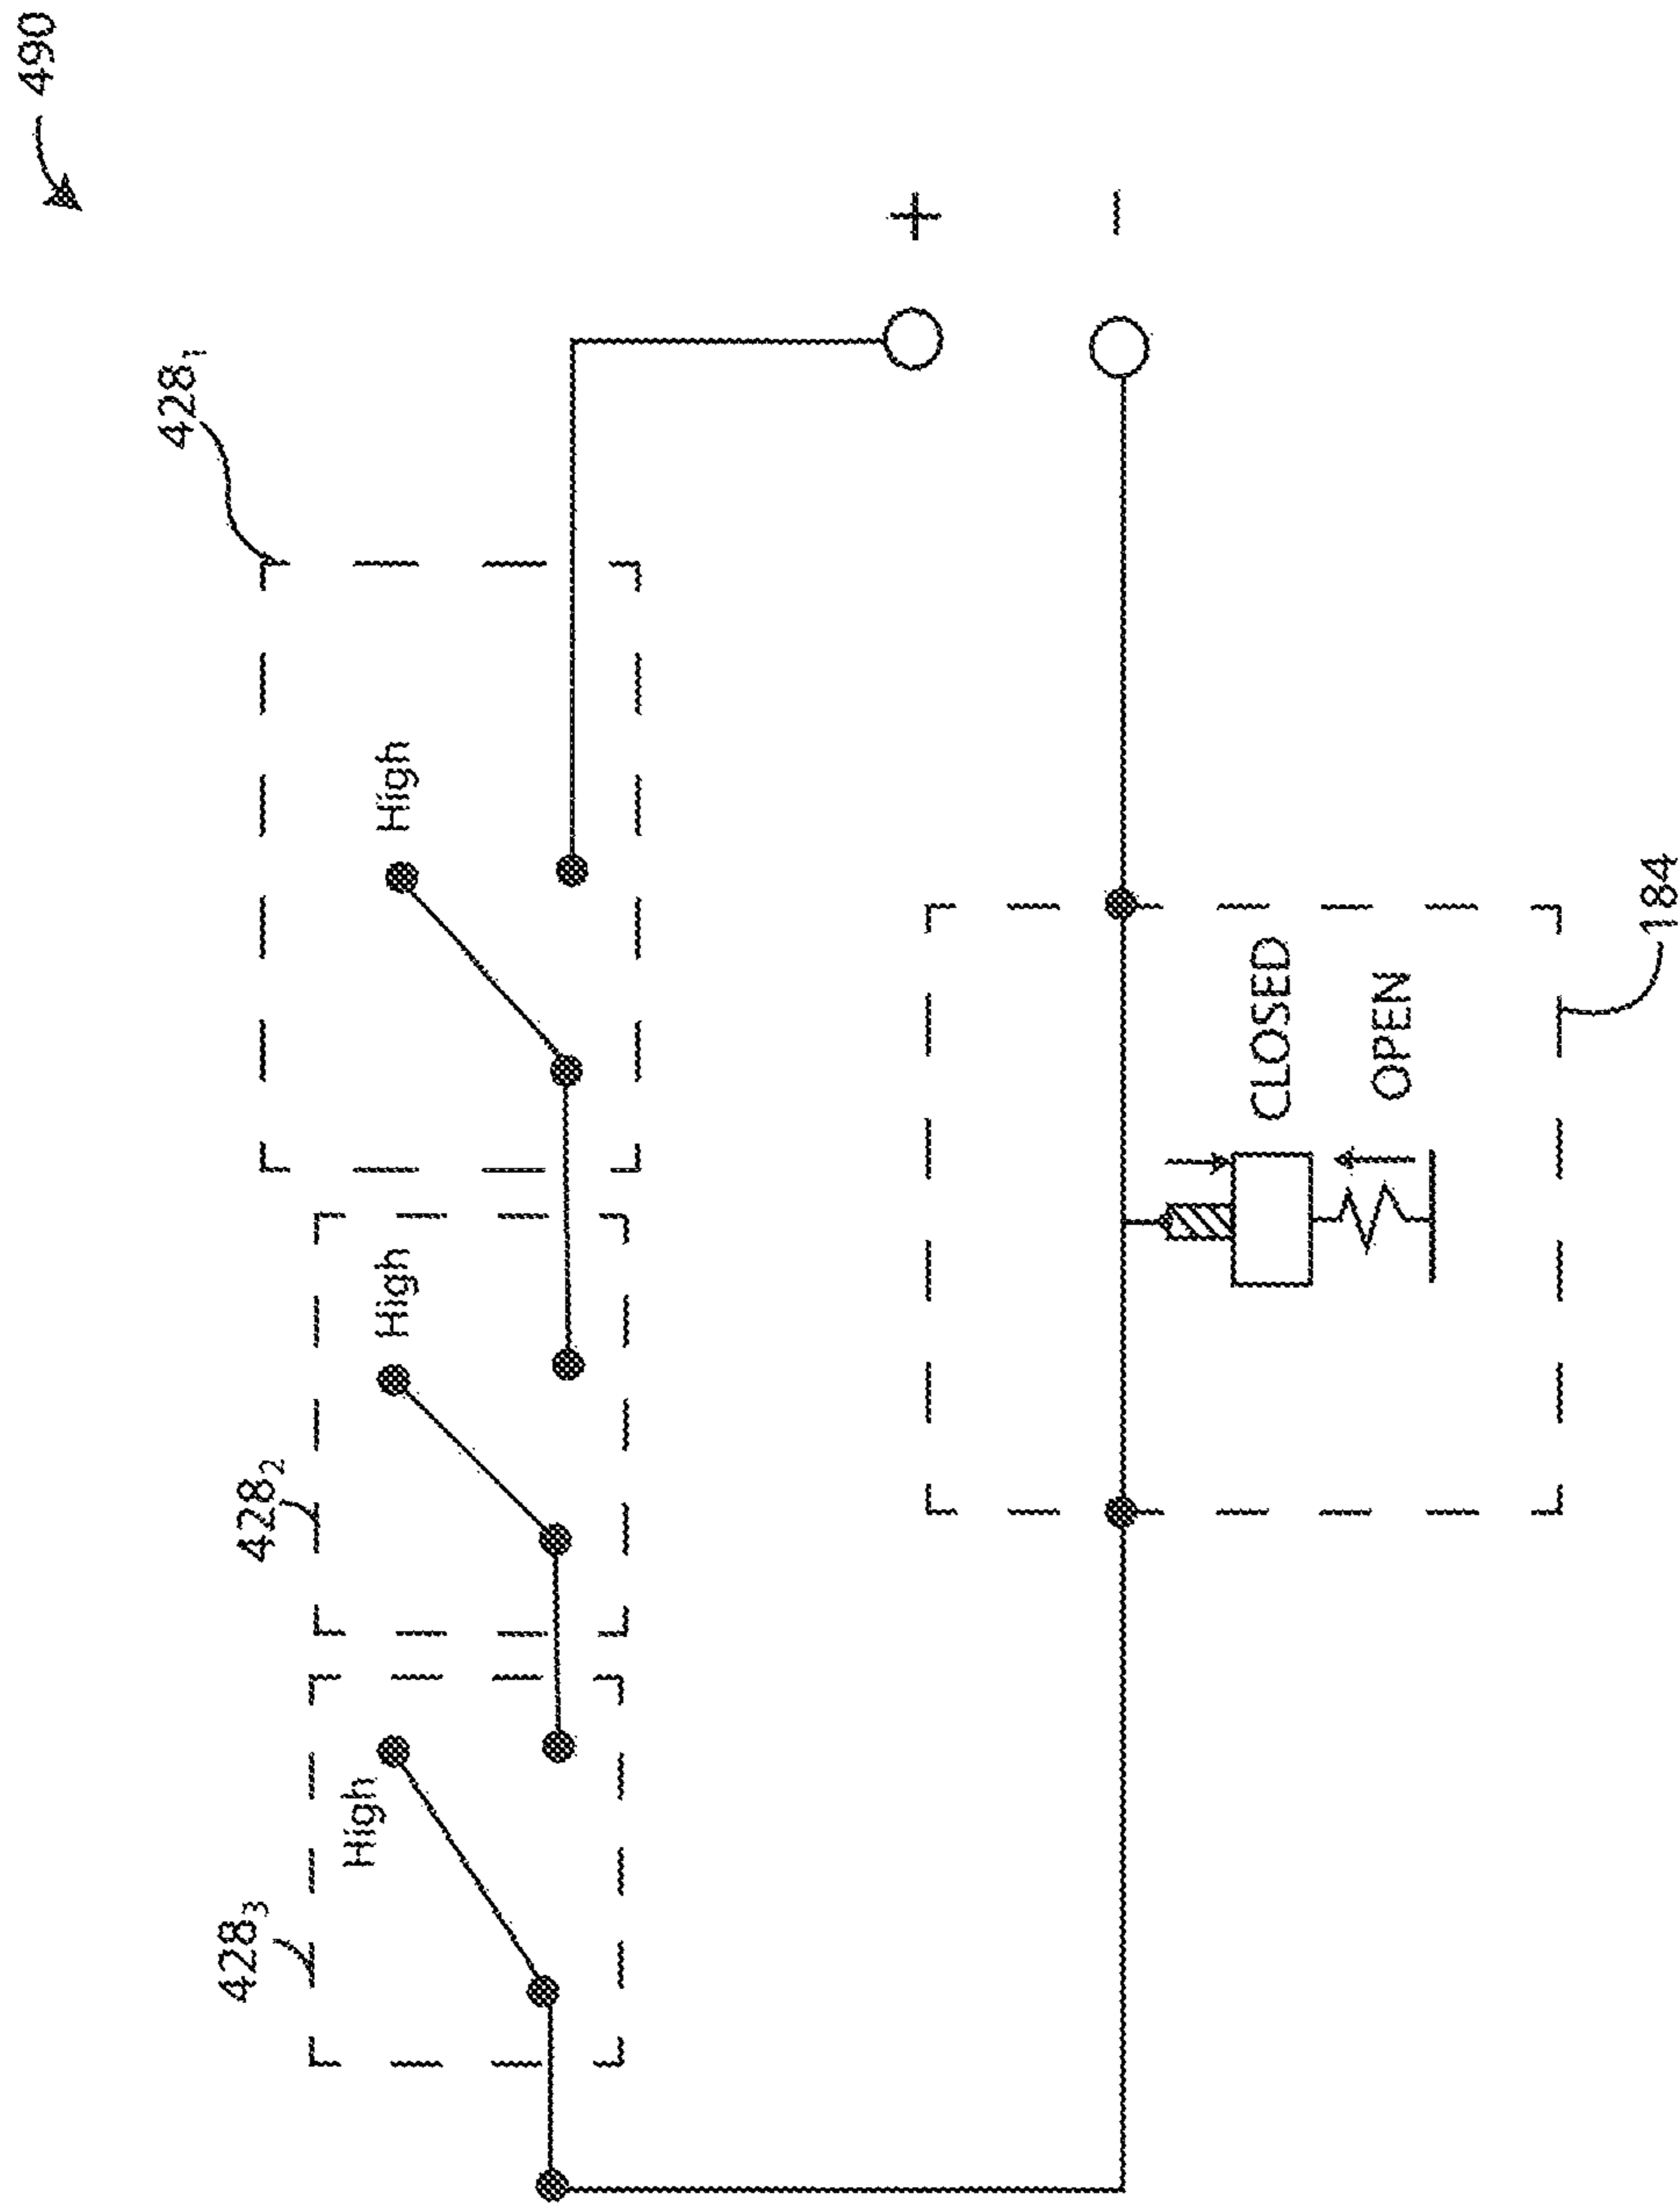 490
428₁
High
428₂
High
428₃
High
+
−
CLOSED
OPEN
184